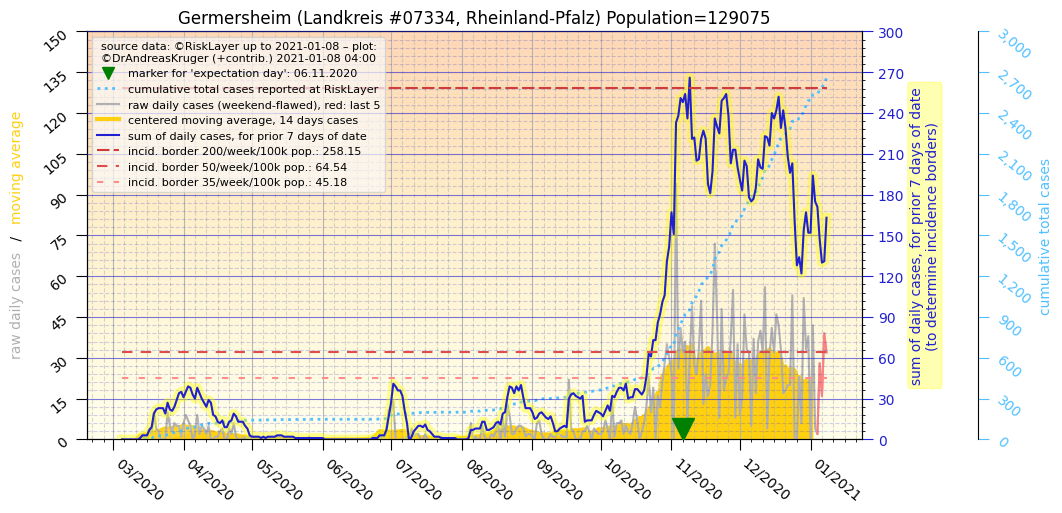 Germersheim (Landkreis #07334, Rheinland-Pfalz) Population=129075
source data: ©RiskLayer up to 2021-01-08 – plot:
©DrAndreasKruger (+contrib.) 2021-01-08 04:00
marker for 'expectation day': 06.11.2020
cumulative total cases reported at RiskLayer
raw daily cases (weekend-flawed), red: last 5
centered moving average, 14 days cases
sum of daily cases, for prior 7 days of date
incid. border 200/week/100k pop.: 258.15
incid. border 50/week/100k pop.: 64.54
incid. border 35/week/100k pop.: 45.18
raw daily cases / moving average
150
135
120
105
90
75
60
45
30
15
0
03/2020
04/2020
05/2020
06/2020
07/2020
08/2020
09/2020
10/2020
11/2020
12/2020
01/2021
300
270
240
210
180
150
120
90
60
30
0
sum of daily cases, for prior 7 days of date
(to determine incidence borders)
3,000
2,700
2,400
2,100
1,800
1,500
1,200
900
600
300
0
cumulative total cases